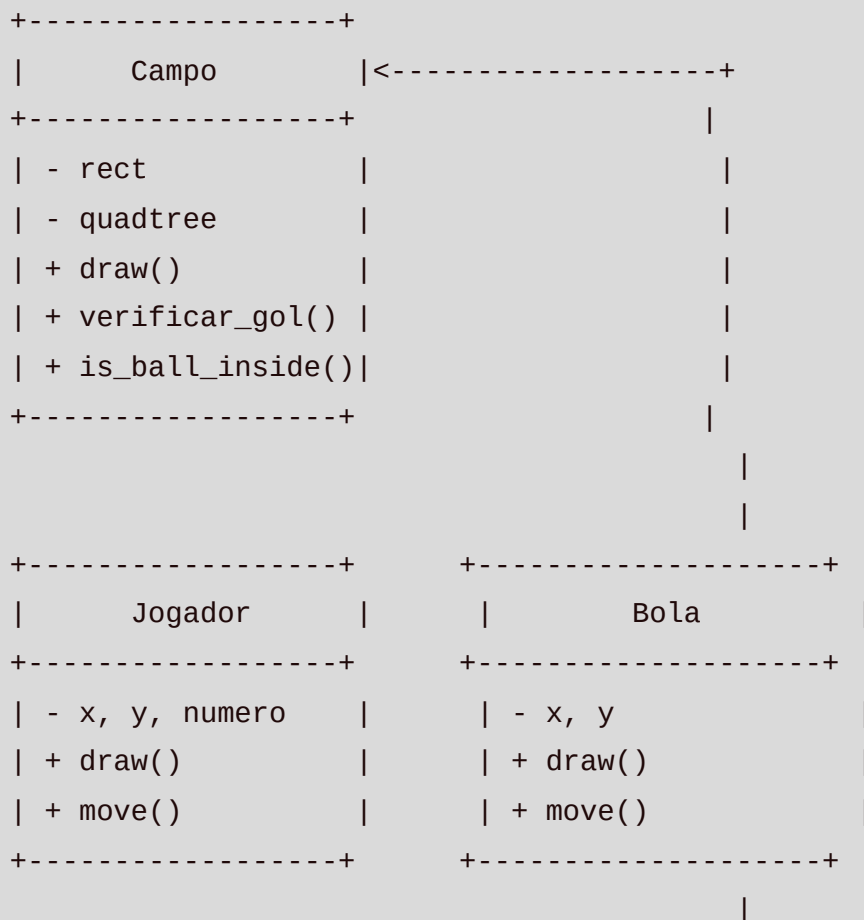 +------------------+
|      Campo        |<-------------------+
+------------------+                     |
| - rect            |                     |
| - quadtree        |                     |
| + draw()          |                     |
| + verificar_gol() |                     |
| + is_ball_inside()|                     |
+------------------+                     |
                                           |
                                           |
+------------------+      +--------------------+
|      Jogador      |      |        Bola         |
+------------------+      +--------------------+
| - x, y, numero    |      | - x, y              |
| + draw()          |      | + draw()            |
| + move()          |      | + move()            |
+------------------+      +--------------------+
                                           |